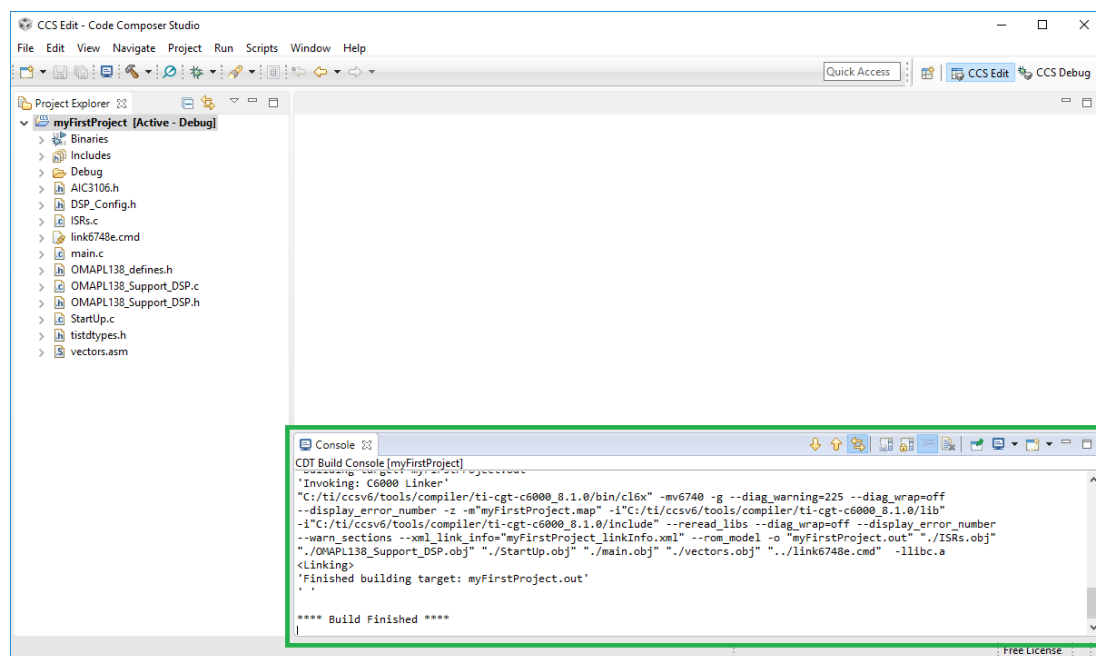 CCS Edit - Code Composer Studio
File Edit View Navigate Project Run Scripts Window Help
Quick Access
CCS Edit
CCS Debug
Project Explorer
myFirstProject [Active - Debug]
Binaries
Includes
Debug
AIC3106.h
DSP_Config.h
ISRs.c
link6748e.cmd
main.c
OMAPL138_defines.h
OMAPL138_Support_DSP.c
OMAPL138_Support_DSP.h
StartUp.c
tistdtypes.h
vectors.asm
Console
CDT Build Console [myFirstProject]
'Building target: myFirstProject.out'
'Invoking: C6000 Linker'
"C:/ti/ccsv6/tools/compiler/ti-cgt-c6000_8.1.0/bin/cl6x" -mv6740 -g --diag_warning=225 --diag_wrap=off
--display_error_number -z -m"myFirstProject.map" -i"C:/ti/ccsv6/tools/compiler/ti-cgt-c6000_8.1.0/lib"
-i"C:/ti/ccsv6/tools/compiler/ti-cgt-c6000_8.1.0/include" --reread_libs --diag_wrap=off --display_error_number
--warn_sections --xml_link_info="myFirstProject_linkInfo.xml" --rom_model -o "myFirstProject.out" "./ISRs.obj"
"./OMAPL138_Support_DSP.obj" "./StartUp.obj" "./main.obj" "./vectors.obj" "../link6748e.cmd" -llibc.a
<Linking>
'Finished building target: myFirstProject.out'
' '
**** Build Finished ****
Free License